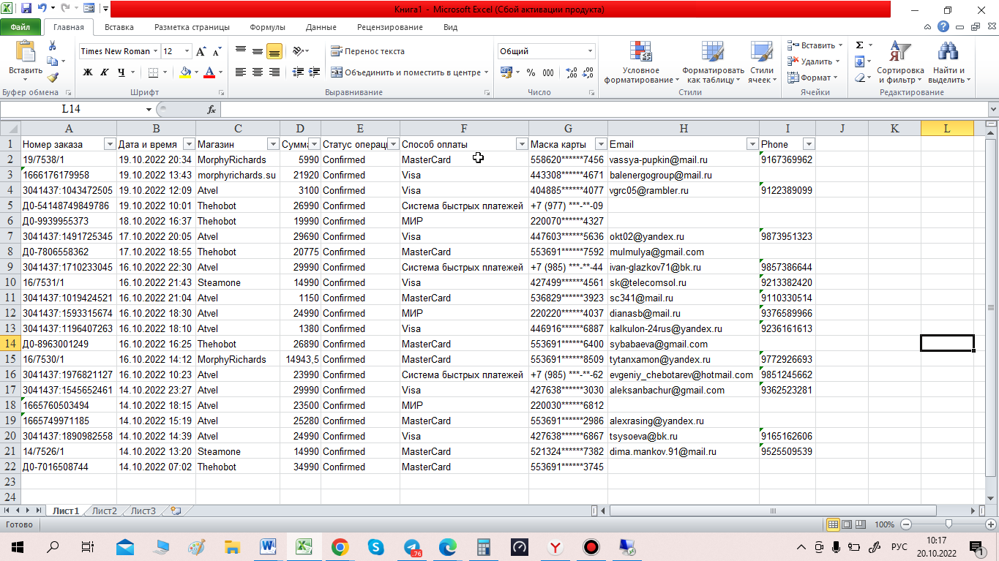 Книга1 - Microsoft Excel (Сбой активации продукта)
Файл Главная Вставка Разметка страницы Формулы Данные Рецензирование Вид
Вставить
Буфер обмена
Times New Roman 12
Ж К Ч
Шрифт
Перенос текста
Объединить и поместить в центре
Выравнивание
Общий
% 000
Число
Условное форматирование
Форматировать как таблицу
Стили ячеек
Стили
Вставить
Удалить
Формат
Ячейки
Сортировка и фильтр
Найти и выделить
Редактирование
L14 fx
A B C D E F G H I J K L
1 Номер заказа Дата и время Магазин Сумма Статус операц Способ оплаты Маска карты Email Phone
2 19/7538/1 19.10.2022 20:34 MorphyRichards 5990 Confirmed MasterCard 558620******7456 vassya-pupkin@mail.ru 9167369962
3 1666176179958 19.10.2022 13:43 morphyrichards.su 21920 Confirmed Visa 443308******4671 balenergogroup@mail.ru
4 3041437:1043472505 19.10.2022 12:09 Atvel 3100 Confirmed Visa 404885******4077 vgrc05@rambler.ru 9122389099
5 Д0-54148749849786 19.10.2022 10:01 Thehobot 26990 Confirmed Система быстрых платежей +7 (977) ***-**-09
6 Д0-9939955373 18.10.2022 16:37 Thehobot 19990 Confirmed МИР 220070******4327
7 3041437:1491725345 17.10.2022 20:05 Atvel 29690 Confirmed Visa 447603******5636 okt02@yandex.ru 9873951323
8 Д0-7806558362 17.10.2022 18:55 Thehobot 20775 Confirmed MasterCard 553691******7592 mulmulya@gmail.com
9 3041437:1710233045 16.10.2022 22:30 Atvel 29990 Confirmed Система быстрых платежей +7 (985) ***-**-44 ivan-glazkov71@bk.ru 9857386644
10 16/7531/1 16.10.2022 21:43 Steamone 14990 Confirmed Visa 427499******4561 sk@telecomsol.ru 9213382420
11 3041437:1019424521 16.10.2022 21:04 Atvel 1150 Confirmed MasterCard 536829******3923 sc341@mail.ru 9110330514
12 3041437:1593315674 16.10.2022 18:30 Atvel 24990 Confirmed МИР 220220******4037 dianasb@mail.ru 9376589966
13 3041437:1196407263 16.10.2022 18:10 Atvel 1380 Confirmed Visa 446916******6887 kalkulon-24rus@yandex.ru 9236161613
14 Д0-8963001249 16.10.2022 16:25 Thehobot 26890 Confirmed MasterCard 553691******6400 sybabaeva@gmail.com
15 16/7530/1 16.10.2022 14:12 MorphyRichards 14943,5 Confirmed MasterCard 553691******8509 tytanxamon@yandex.ru 9772926693
16 3041437:1976821127 16.10.2022 10:23 Atvel 23990 Confirmed Система быстрых платежей +7 (985) ***-**-62 evgeniy_chebotarev@hotmail.com 9851245662
17 3041437:1545652461 14.10.2022 23:27 Atvel 29990 Confirmed Visa 427638******3030 aleksanbachur@gmail.com 9362523281
18 1665760503494 14.10.2022 18:15 Atvel 23500 Confirmed МИР 220030******6812
19 1665749971185 14.10.2022 15:19 Atvel 25280 Confirmed MasterCard 553691******2986 alexrasing@yandex.ru
20 3041437:1890982558 14.10.2022 14:39 Atvel 24990 Confirmed Visa 427638******6867 tsysoeva@bk.ru 9165162606
21 14/7526/1 14.10.2022 13:20 Steamone 14990 Confirmed MasterCard 521324******7382 dima.mankov.91@mail.ru 9525509539
22 Д0-7016508744 14.10.2022 07:02 Thehobot 34990 Confirmed MasterCard 553691******3745
23
24
Лист1 Лист2 Лист3
Готово 100%
76 РУС 10:17
20.10.2022 1